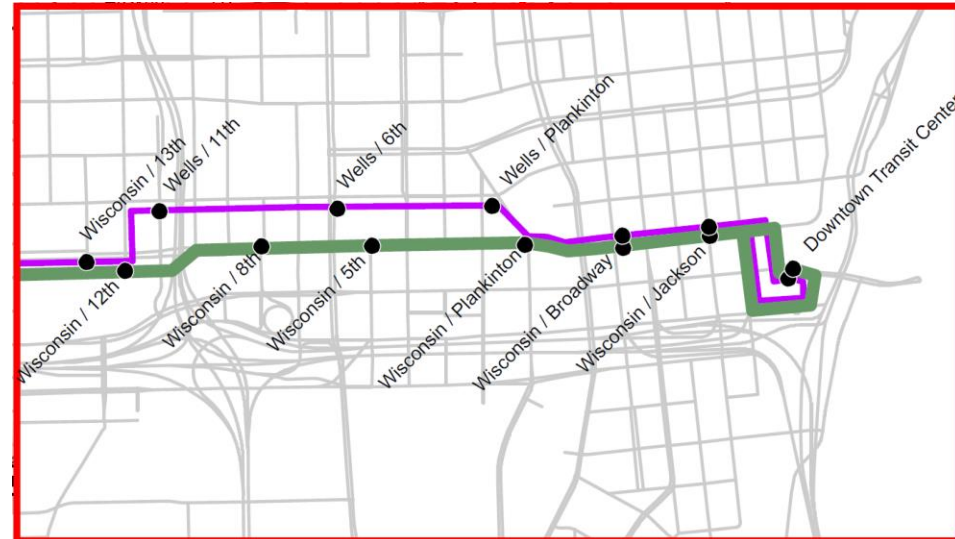 Wisconsin / 13th
Wells / 11th
Wells / 6th
Wells / Plankinton
Downtown Transit Center
Wisconsin / 12th
Wisconsin / 8th
Wisconsin / 5th
Wisconsin / Plankinton
Wisconsin / Broadway
Wisconsin / Jackson